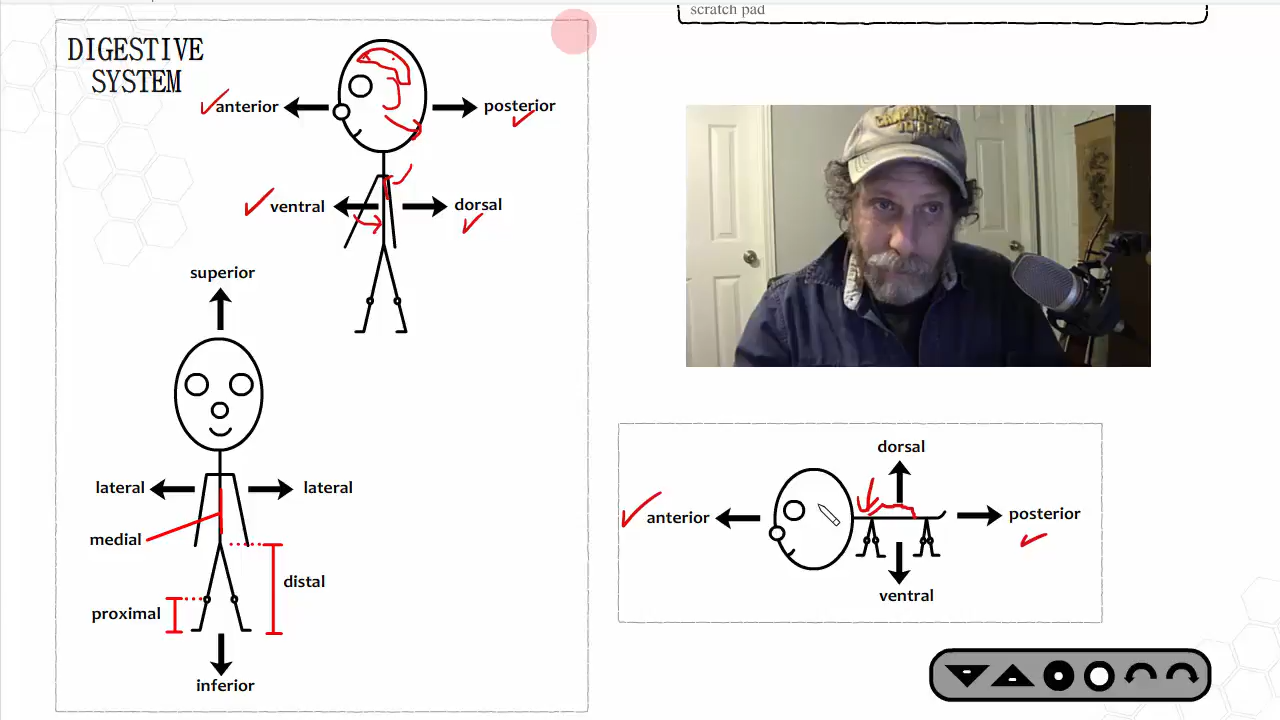 scratch pad
DIGESTIVE
SYSTEM
anterior
posterior
ventral
dorsal
superior
lateral
lateral
medial
distal
proximal
inferior
dorsal
anterior
posterior
ventral